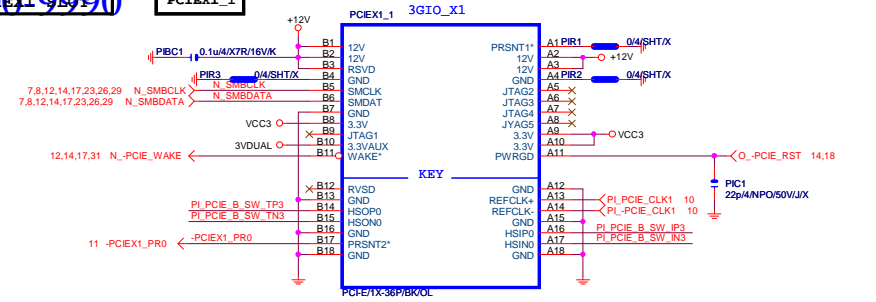 PCIEX1_1
PCIEX1_1 3GIO_X1
+12V
PIBC1 0.1u/4/X7R/16V/K
PIR3 0/4/SHT/X
7,8,12,14,17,23,26,29 N_SMBCLK N_SMBCLK
7,8,12,14,17,23,26,29 N_SMBDATA N_SMBDATA
VCC3
3VDUAL
12,14,17,31 N_-PCIE_WAKE
PI_PCIE_B_SW_TP3
PI_PCIE_B_SW_TN3
11 -PCIEX1_PR0 -PCIEX1_PR0
B1 12V
B2 12V
B3 RSVD
B4 GND
B5 SMCLK
B6 SMDAT
B7 GND
B8 3.3V
B9 JTAG1
B10 3.3VAUX
B11 WAKE*
KEY
B12 RVSD
B13 GND
B14 HSOP0
B15 HSON0
B16 GND
B17 PRSNT2*
B18 GND
PRSNT1* A1 PIR1 0/4/SHT/X
12V A2 +12V
12V A3
GND A4 PIR2 0/4/SHT/X
JTAG2 A5
JTAG3 A6
JTAG4 A7
JYAG5 A8
3.3V A9 VCC3
3.3V A10
PWRGD A11 O_-PCIE_RST 14,18
PIC1
22p/4/NPO/50V/J/X
GND A12
REFCLK+ A13 PI_PCIE_CLK1 10
REFCLK- A14 PI_-PCIE_CLK1 10
GND A15
HSIP0 A16 PI_PCIE_B_SW_IP3
HSIN0 A17 PI_PCIE_B_SW_IN3
GND A18
PCI-E/1X-36P/BK/OL